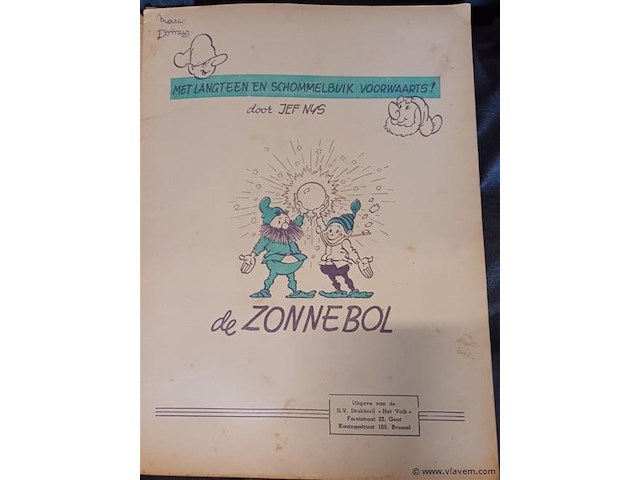 Marc
MET LANGTEEN EN SCHOMMELBUIK VOORWAARTS!
door JEF NYS
de ZONNEBOL
Uitgave van de
N.V. Drukkerij « Het Volk »
Forelstraat 22, Gent
Koningsstraat 105, Brussel
© www.vlavem.com